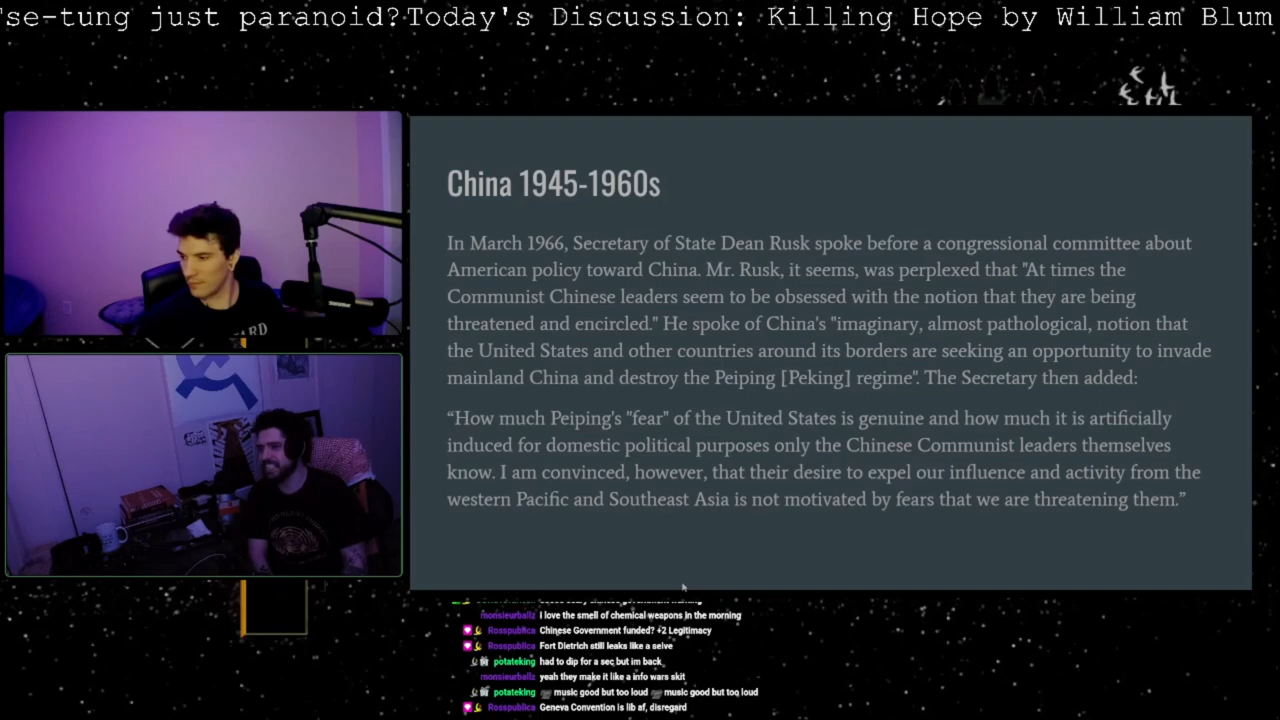 'se-tung just paranoid?Today's Discussion: Killing Hope by William Blum
China 1945-1960s
In March 1966, Secretary of State Dean Rusk spoke before a congressional committee about
American policy toward China. Mr. Rusk, it seems, was perplexed that "At times the
Communist Chinese leaders seem to be obsessed with the notion that they are being
threatened and encircled." He spoke of China's "imaginary, almost pathological, notion that
the United States and other countries around its borders are seeking an opportunity to invade
mainland China and destroy the Peiping [Peking] regime". The Secretary then added:
“How much Peiping's "fear" of the United States is genuine and how much it is artificially
induced for domestic political purposes only the Chinese Communist leaders themselves
know. I am convinced, however, that their desire to expel our influence and activity from the
western Pacific and Southeast Asia is not motivated by fears that we are threatening them.”
monsieurballz I love the smell of chemical weapons in the morning
Rosspublica Chinese Government funded? +2 Legitimacy
Rosspublica Fort Dietrich still leaks like a seive
potateking had to dip for a sec but im back
monsieurballz yeah they make it like a info wars skit
potateking music good but too loud music good but too loud
Rosspublica Geneva Convention is lib af, disregard